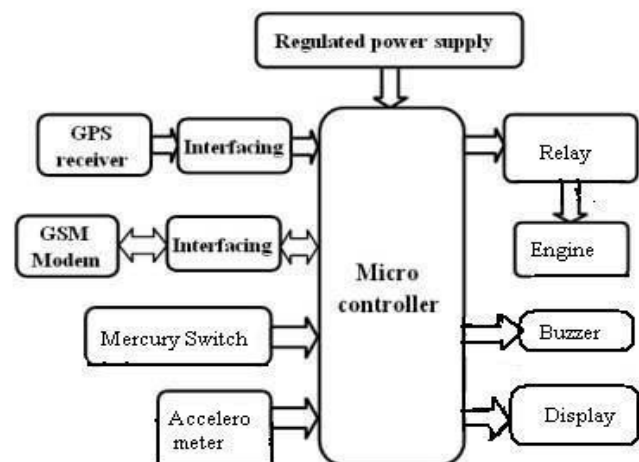 Regulated power supply
GPS
receiver
Interfacing
Relay
GSM
Modem
Interfacing
Engine
Micro
controller
Mercury Switch
Buzzer
Accelero
meter
Display